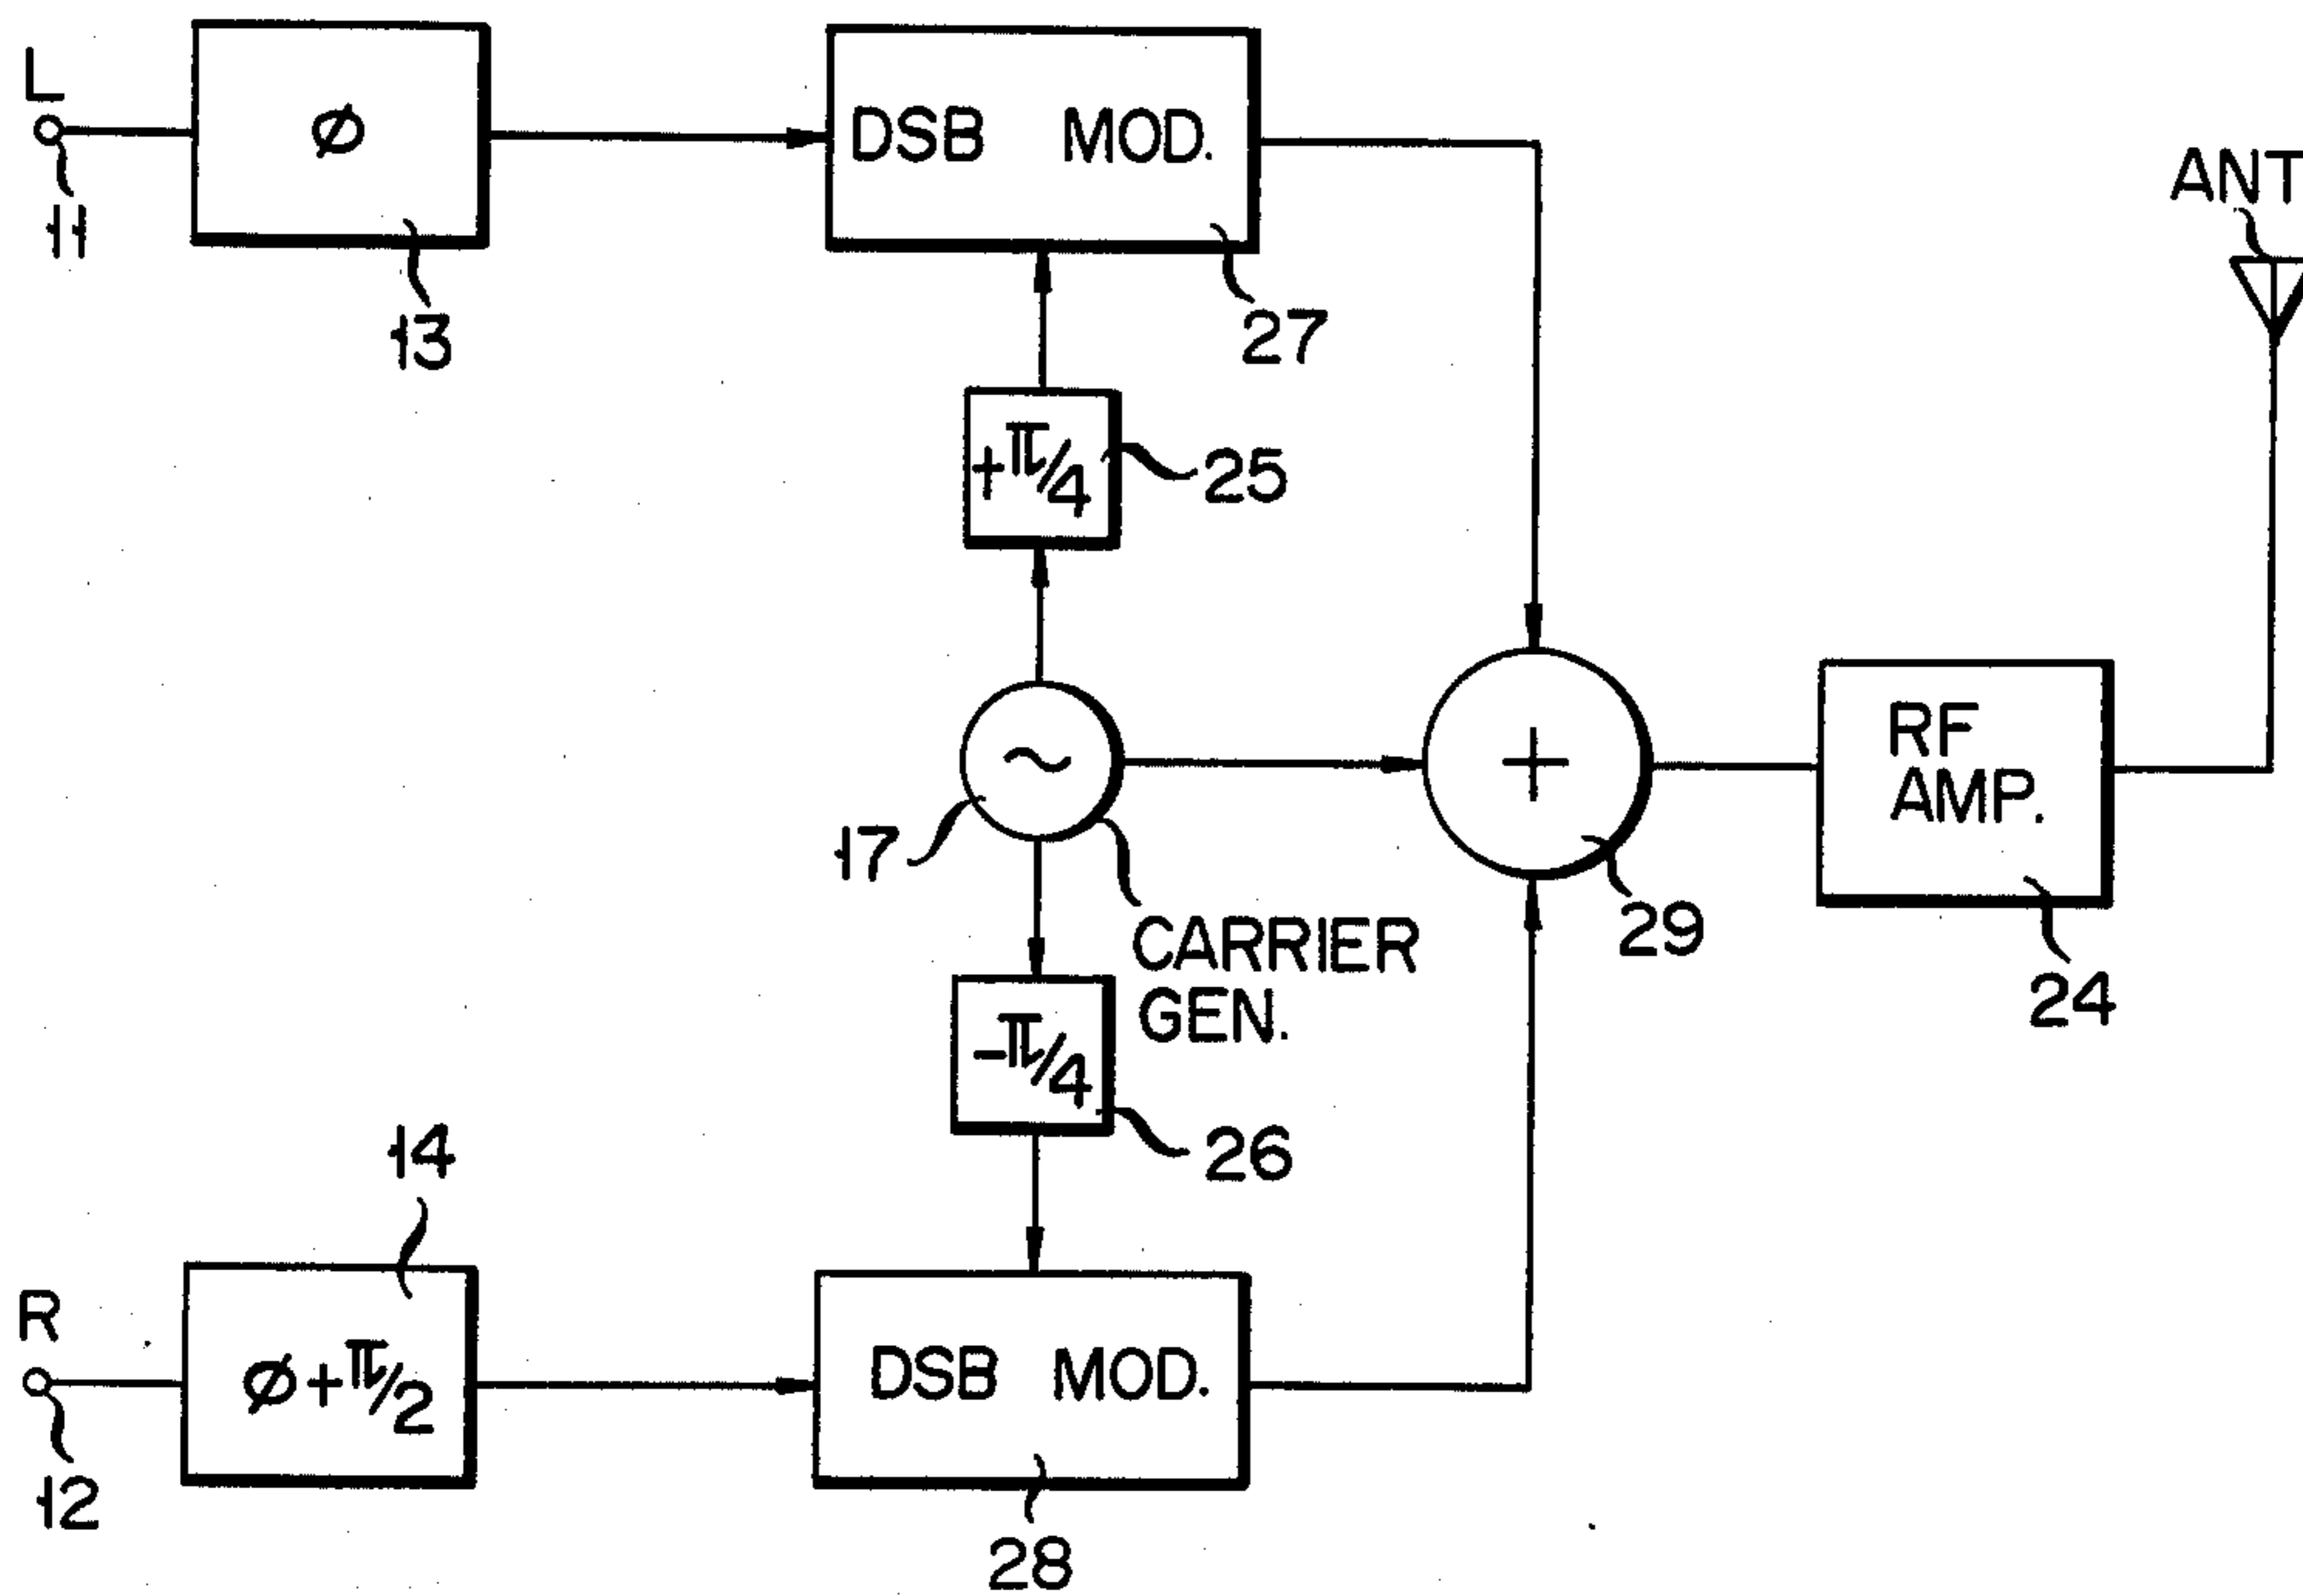 L
11
ø
13
DSB MOD.
27
ANT
+π/4
25
~
17
CARRIER
GEN.
+
29
RF
AMP.
24
-π/4
26
14
R
12
ø+π/2
DSB MOD.
28